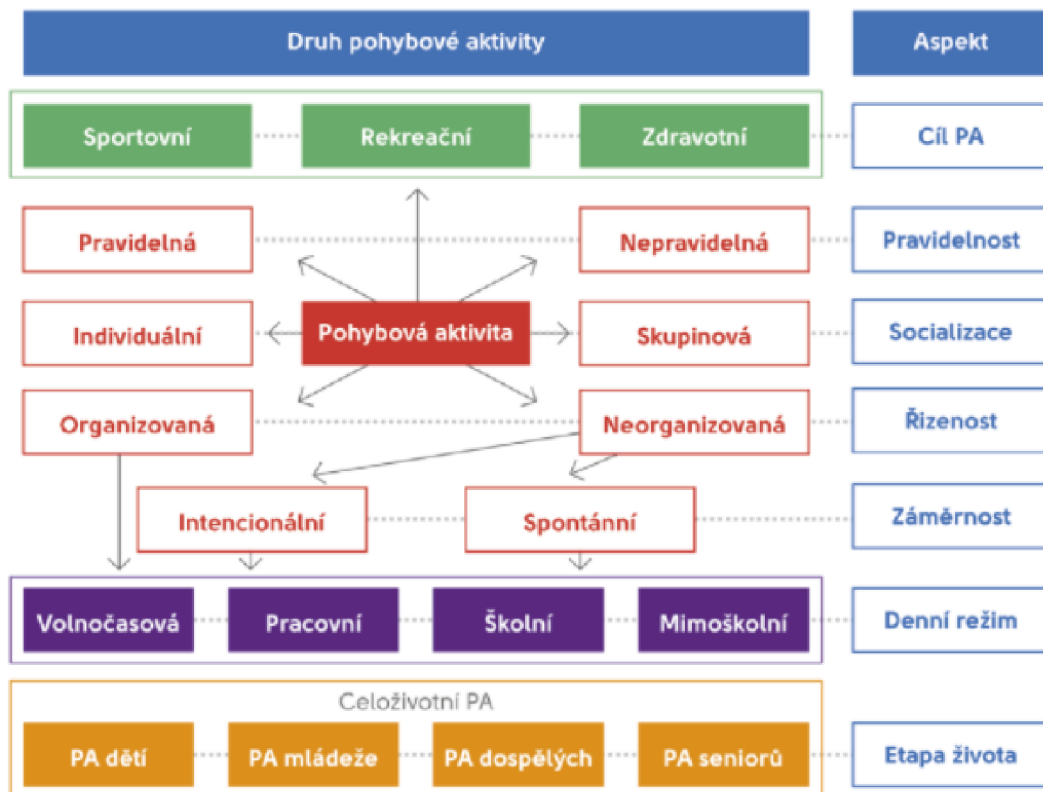 Druh pohybové aktivity
Aspekt
Sportovní
Rekreační
Zdravotní
Cíl PA
Pravidelná
Nepravidelná
Pravidelnost
Individuální
Pohybová aktivita
Skupinová
Socializace
Organizovaná
Neorganizovaná
Řizenost
Intencionální
Spontánní
Záměrnost
Volnočasová
Pracovní
Školní
Mimoškolní
Denní režim
Celoživotní PA
PA dětí
PA mládeže
PA dospělých
PA seniorů
Etapa života